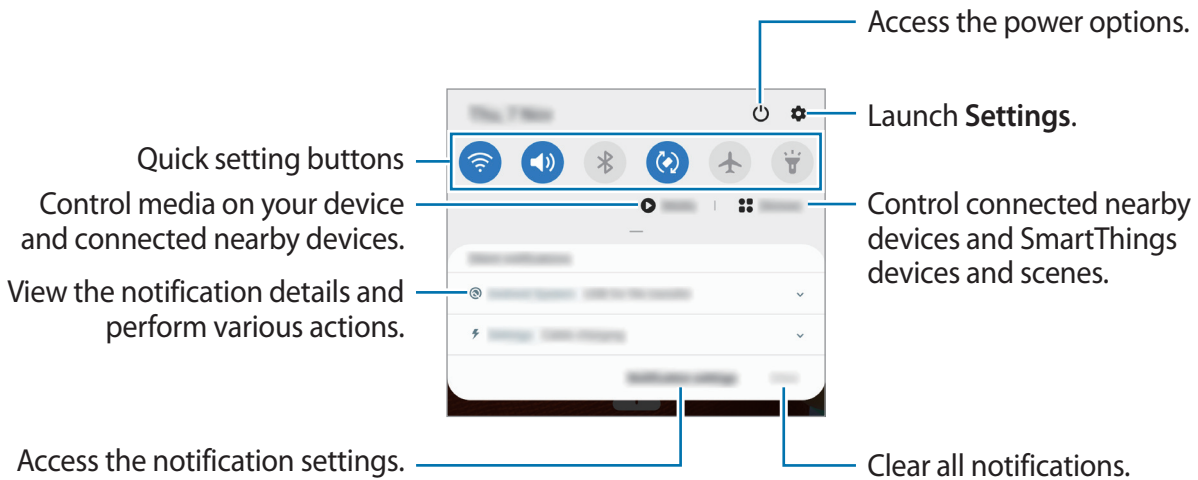 Access the power options.
Launch Settings.
Quick setting buttons
Control media on your device
and connected nearby devices.
Control connected nearby
devices and SmartThings
devices and scenes.
View the notification details and
perform various actions.
Access the notification settings.
Clear all notifications.